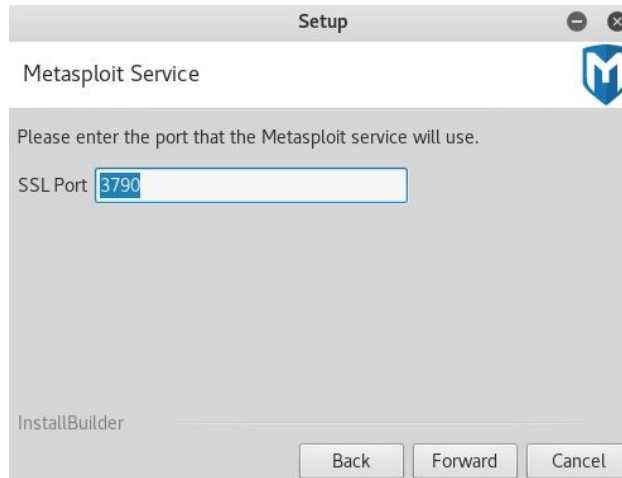 Setup
Metasploit Service
Please enter the port that the Metasploit service will use.
SSL Port 3790
InstallBuilder
Back Forward Cancel